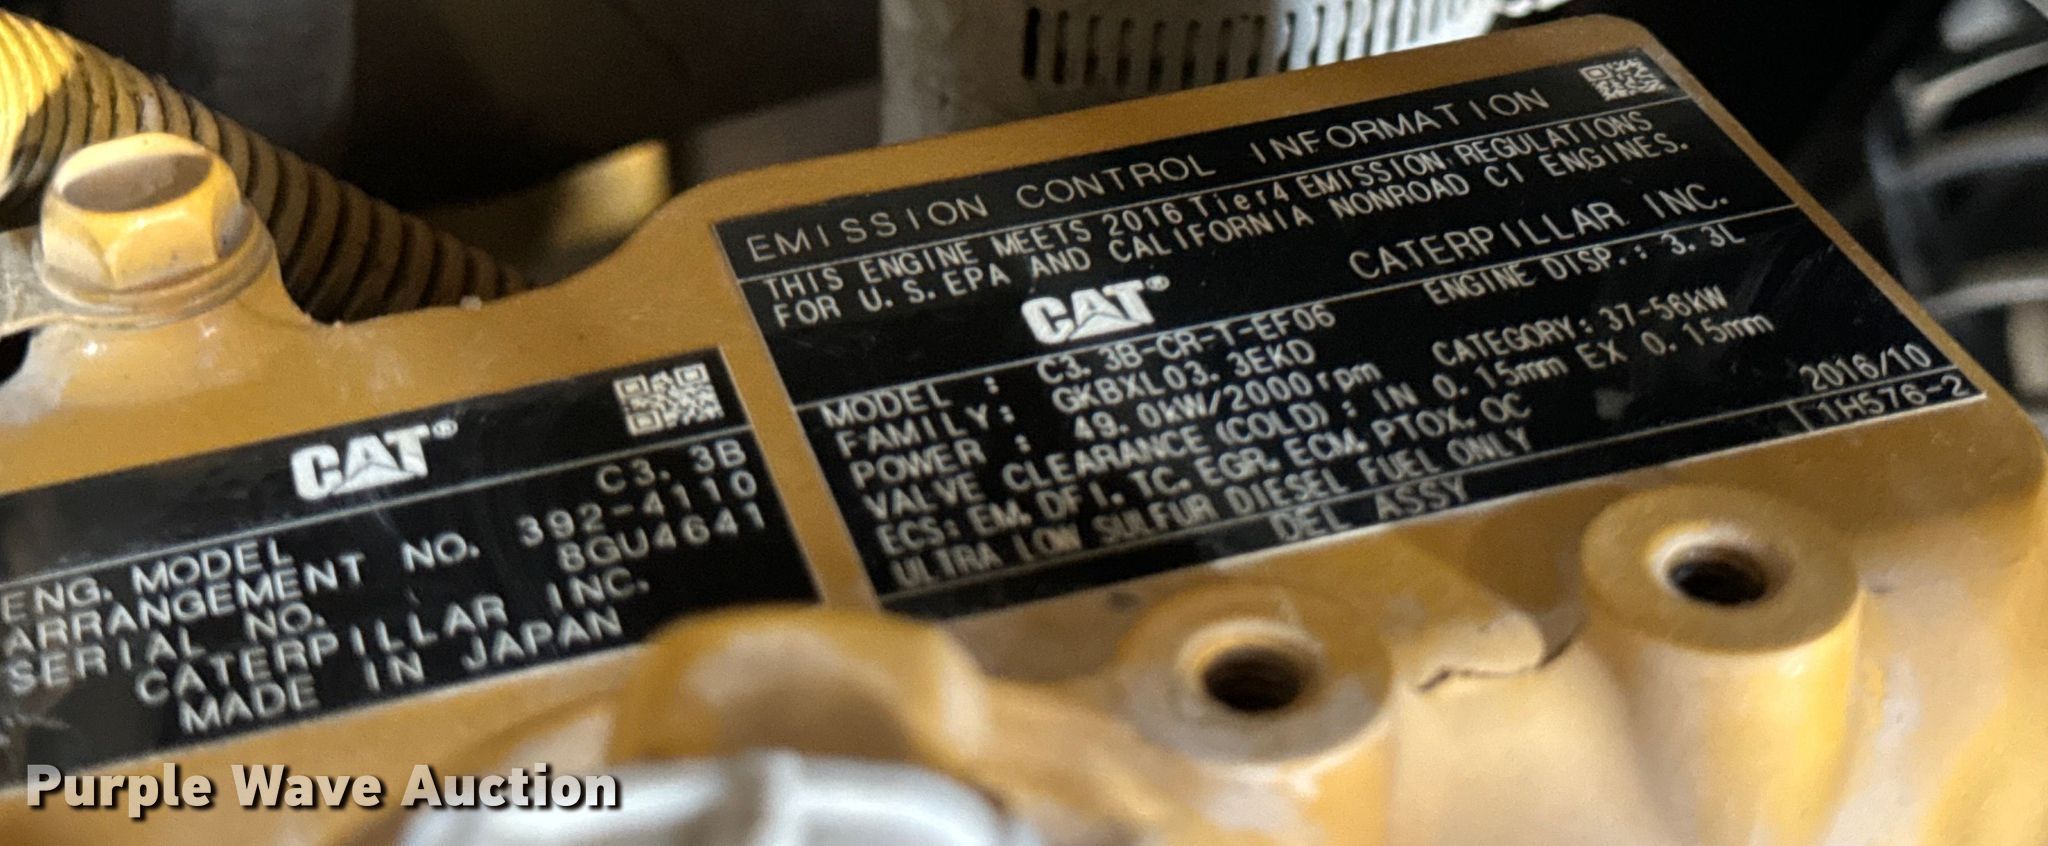 EMISSION CONTROL INFORMATION
THIS ENGINE MEETS 2016 Tier4 EMISSION REGULATIONS
FOR U.S.EPA AND CALIFORNIA NONROAD CI ENGINES.
CAT® CATERPILLAR INC.
MODEL : C3.3B-CR-T-EF06 ENGINE DISP.: 3.3L
FAMILY: GKBXL03.3EKD
POWER : 49.0kW/2000rpm CATEGORY: 37-56kW
VALVE CLEARANCE (COLD): IN 0.15mm EX 0.15mm
ECS: EM, DFI, TC, EGR, ECM, PTOX, OC
ULTRA LOW SULFUR DIESEL FUEL ONLY
2016/10
DEL ASSY 1H576-2
CAT®
ENG. MODEL C3.3B
ARRANGEMENT NO. 392-4110
SERIAL NO. 8GU4641
CATERPILLAR INC.
MADE IN JAPAN
Purple Wave Auction